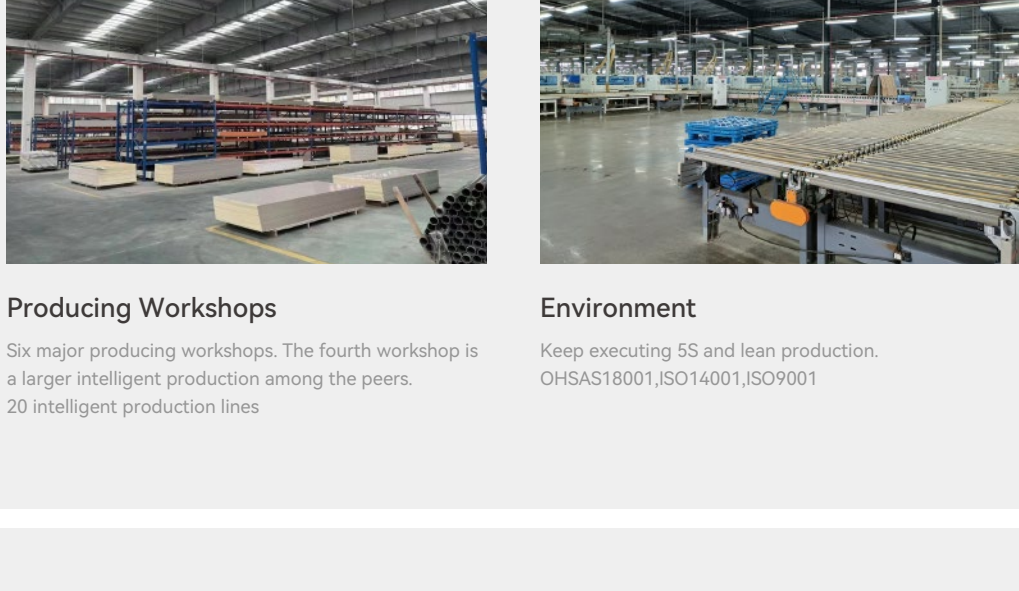 Producing Workshops
Six major producing workshops. The fourth workshop is
a larger intelligent production among the peers.
20 intelligent production lines
Environment
Keep executing 5S and lean production.
OHSAS18001,ISO14001,ISO9001